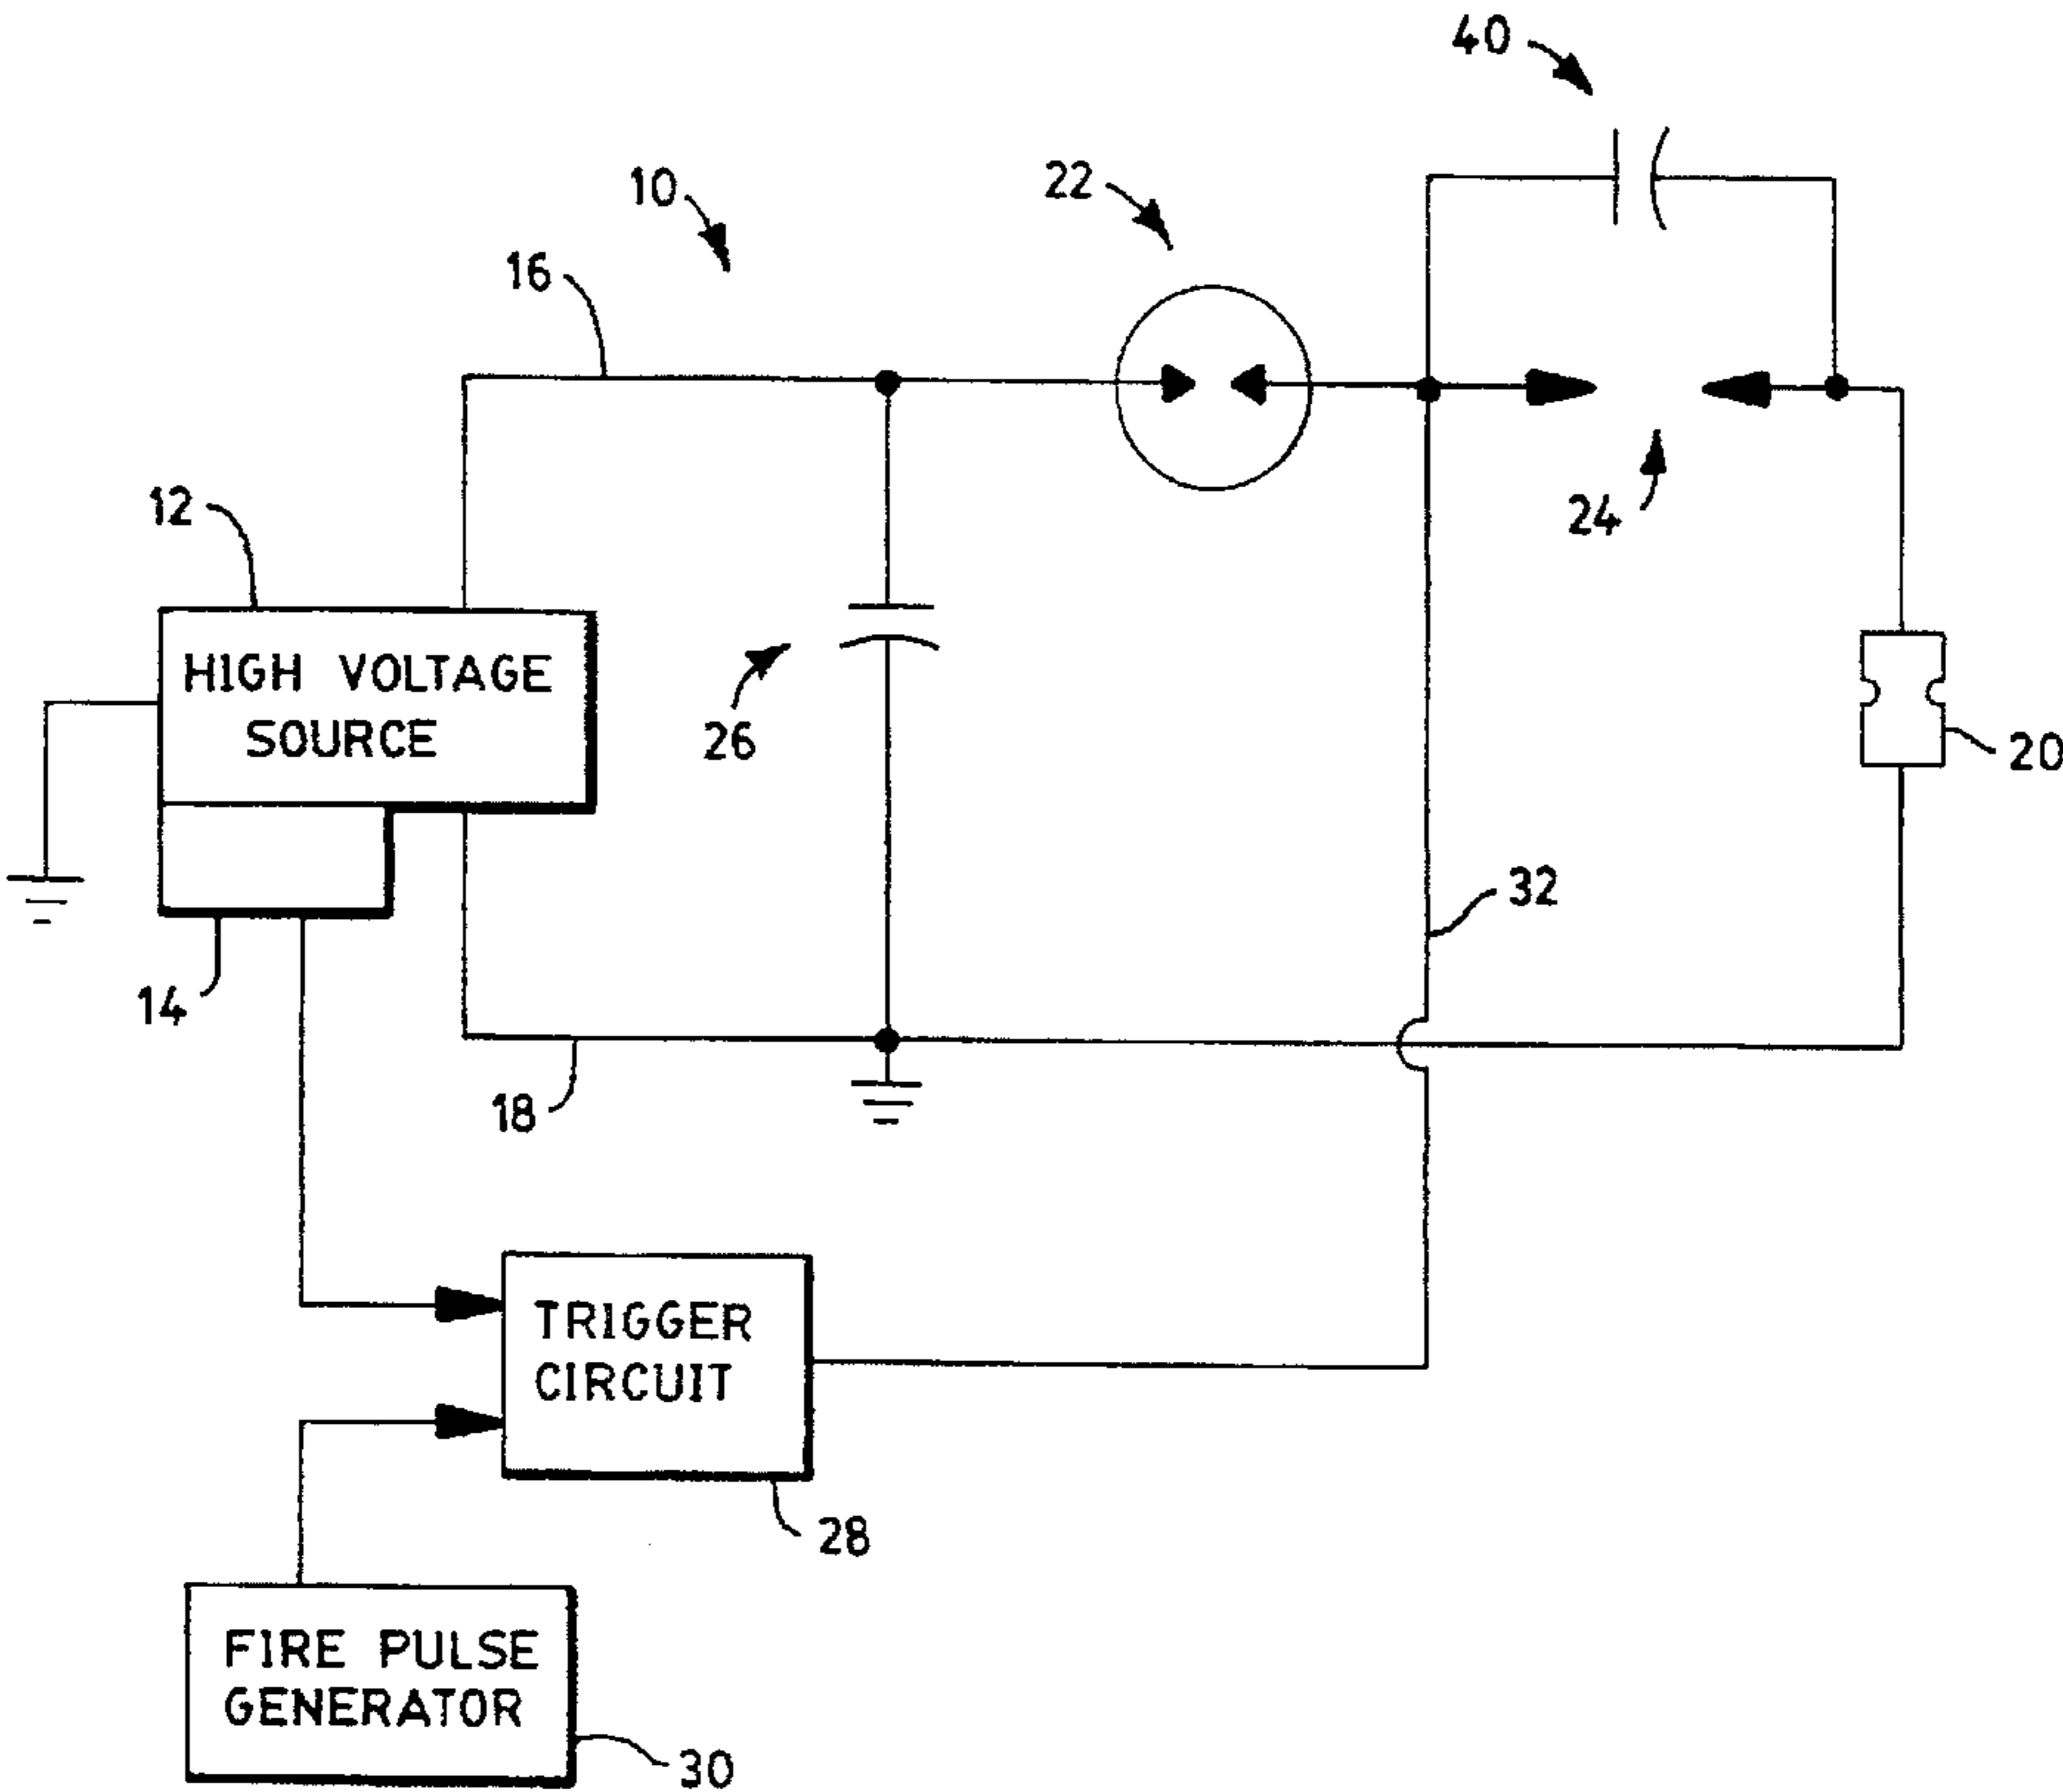 40
10
22
16
12
24
HIGH VOLTAGE
SOURCE
26
20
32
14
18
TRIGGER
CIRCUIT
28
FIRE PULSE
GENERATOR
30